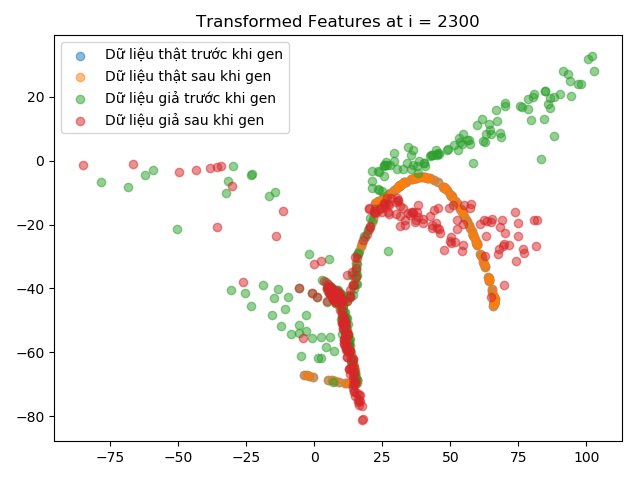 Transformed Features at i = 2300
Dữ liệu thật trước khi gen
Dữ liệu thật sau khi gen
Dữ liệu giả trước khi gen
Dữ liệu giả sau khi gen
20
0
−20
−40
−60
−80
−75 −50 −25 0 25 50 75 100